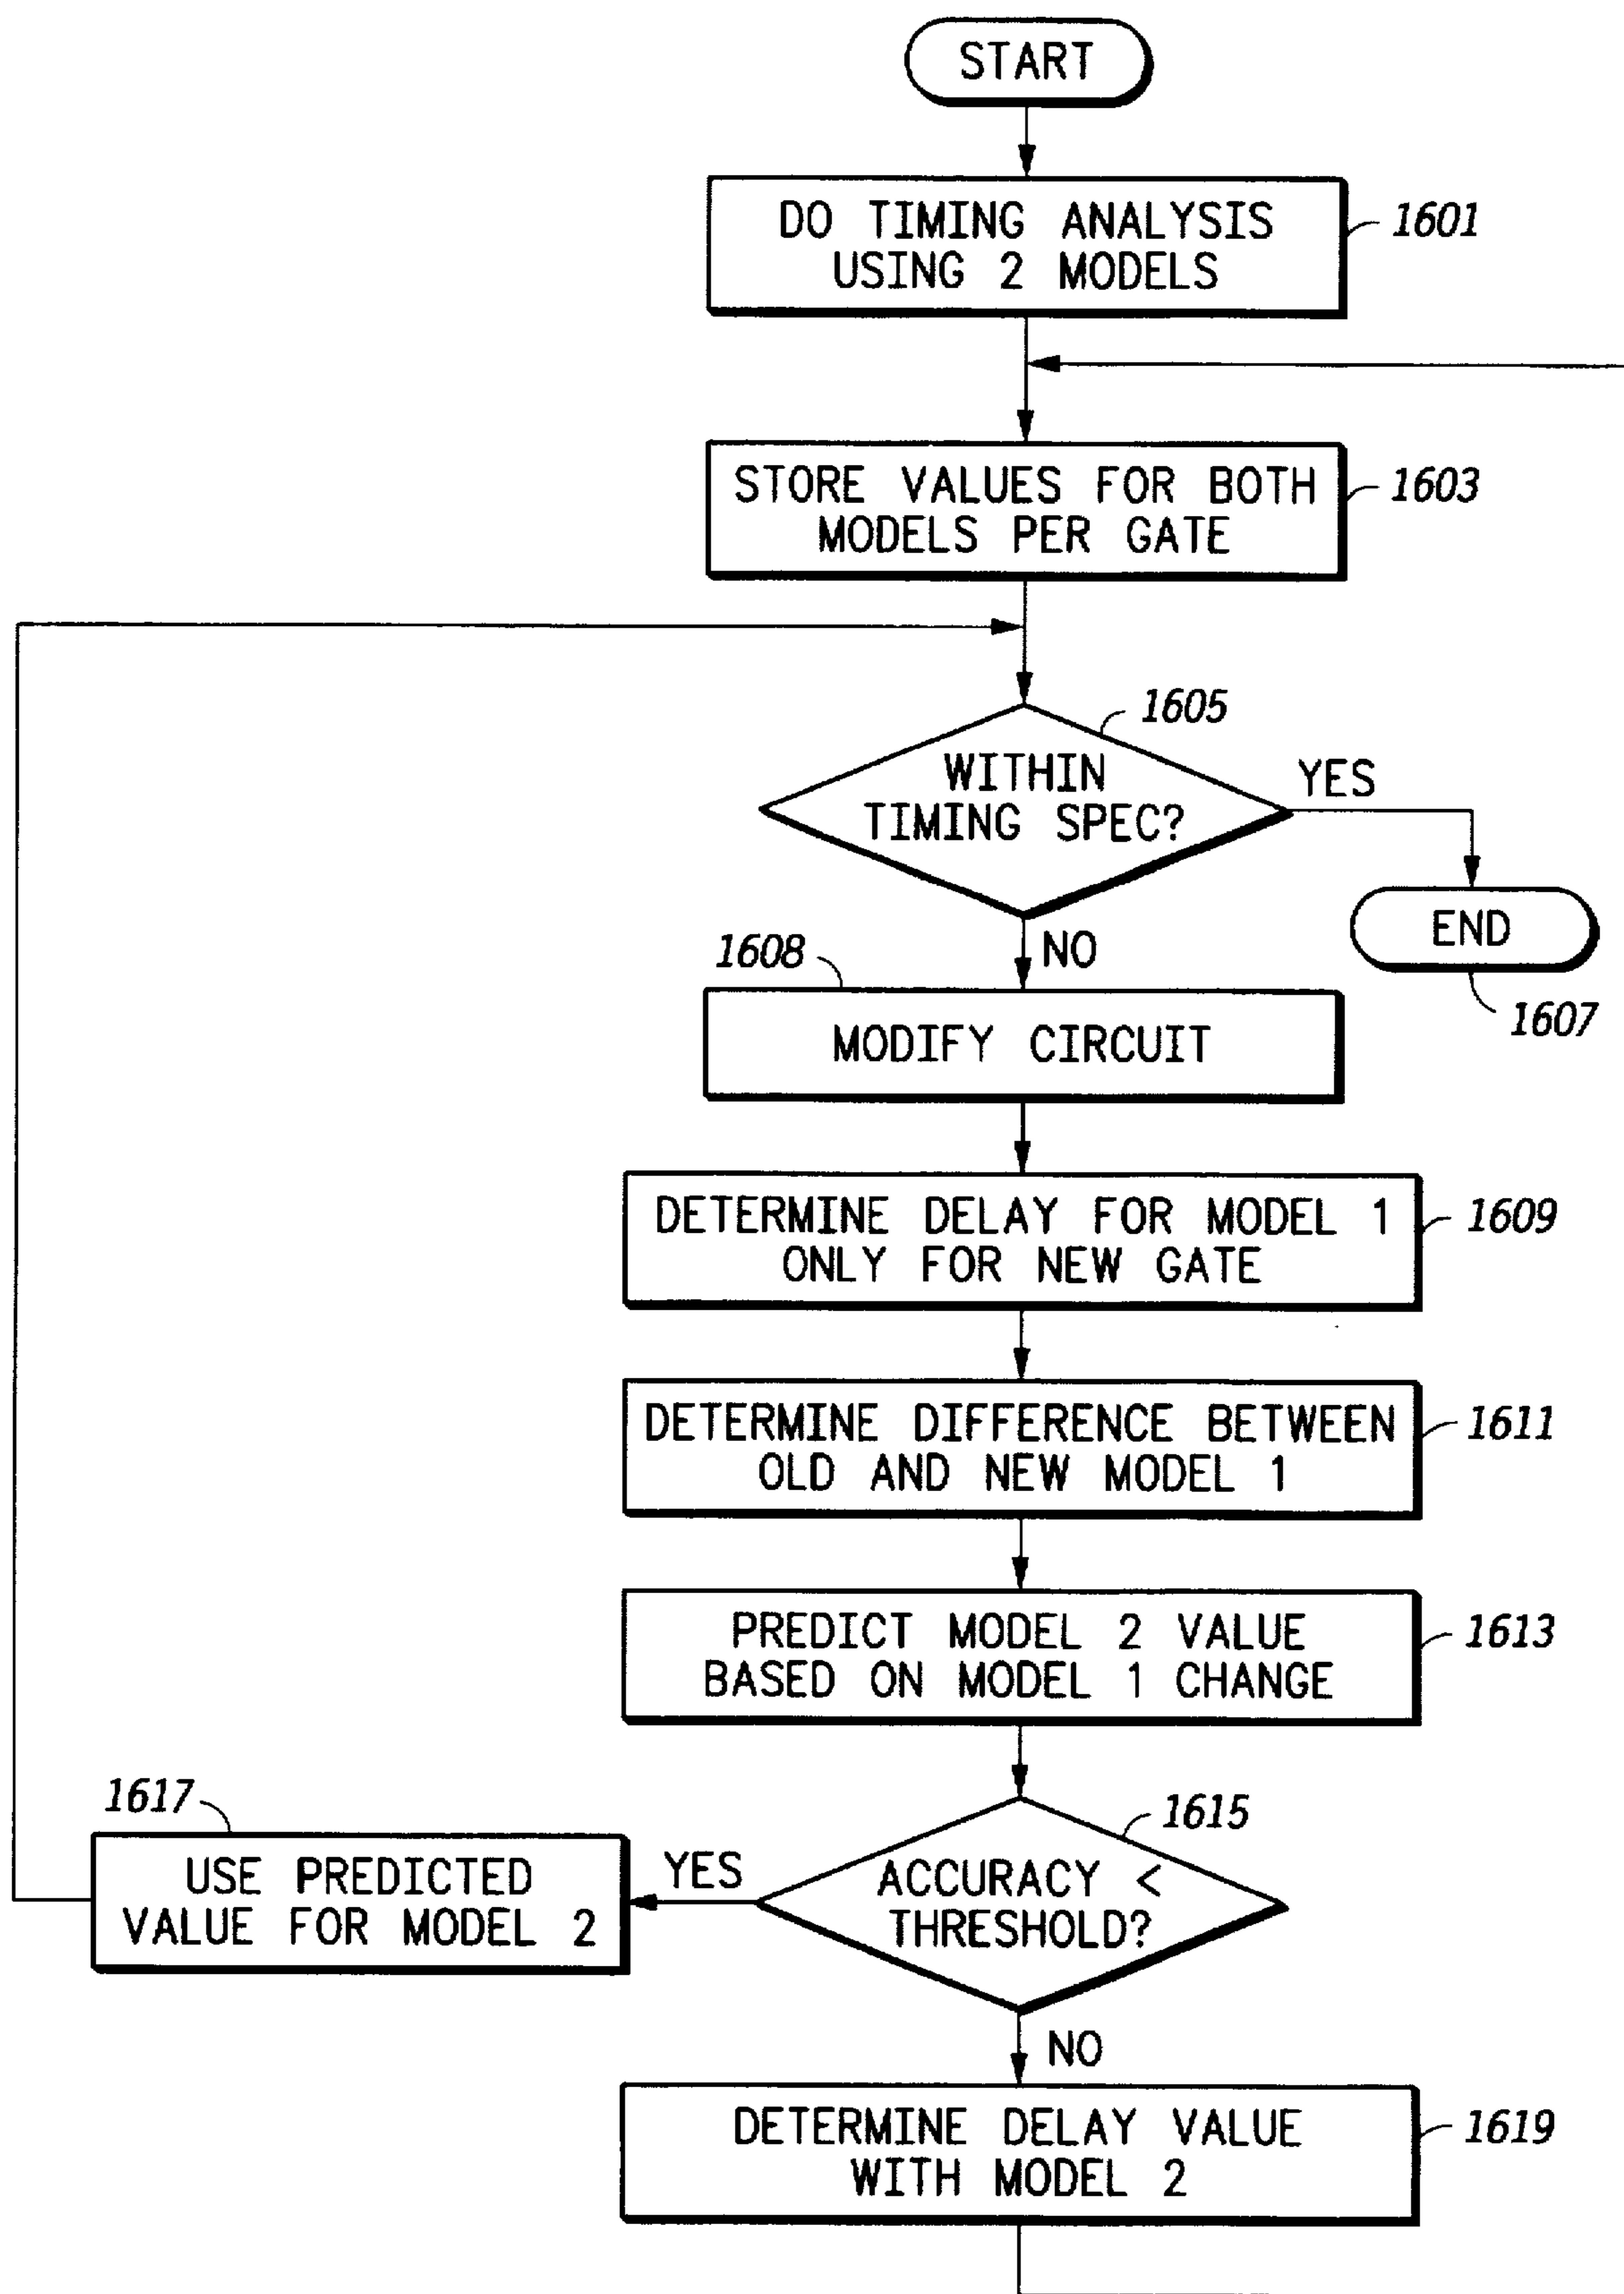 START
DO TIMING ANALYSIS
USING 2 MODELS
1601
STORE VALUES FOR BOTH
MODELS PER GATE
1603
1605
WITHIN
TIMING SPEC?
YES
END
1607
NO
1608
MODIFY CIRCUIT
DETERMINE DELAY FOR MODEL 1
ONLY FOR NEW GATE
1609
DETERMINE DIFFERENCE BETWEEN
OLD AND NEW MODEL 1
1611
PREDICT MODEL 2 VALUE
BASED ON MODEL 1 CHANGE
1613
1615
ACCURACY <
THRESHOLD?
YES
1617
USE PREDICTED
VALUE FOR MODEL 2
NO
DETERMINE DELAY VALUE
WITH MODEL 2
1619